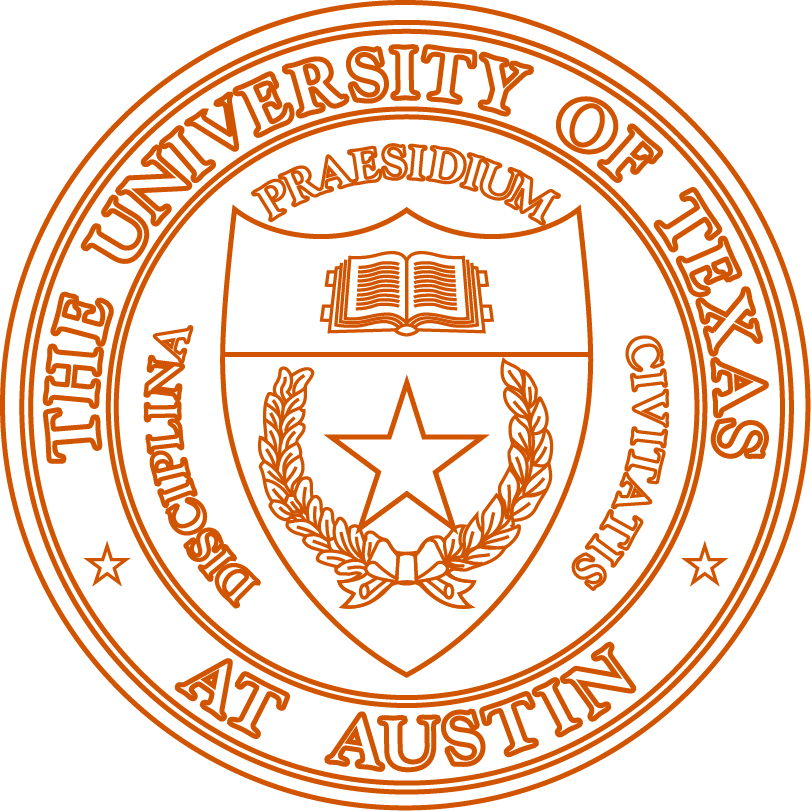 THE UNIVERSITY OF TEXAS
AT AUSTIN
DISCIPLINA
PRAESIDIUM
CIVITATIS